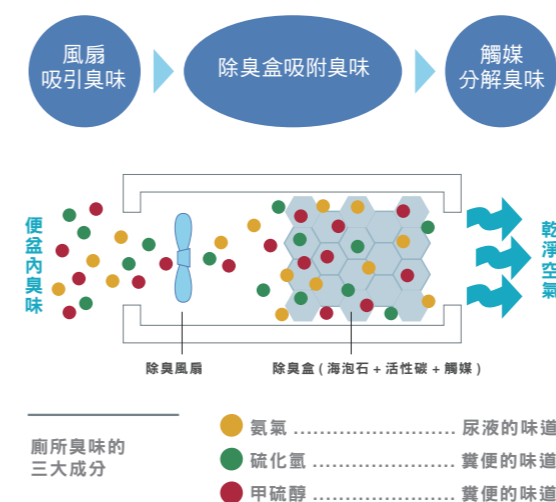 風扇
吸引臭味
除臭盒吸附臭味
觸媒
分解臭味
便盆內臭味
乾淨空氣
除臭風扇
除臭盒 ( 海泡石 + 活性碳 + 觸媒 )
廁所臭味的
三大成分
氨氣 ........................ 尿液的味道
硫化氫 ..................... 糞便的味道
甲硫醇 ..................... 糞便的味道